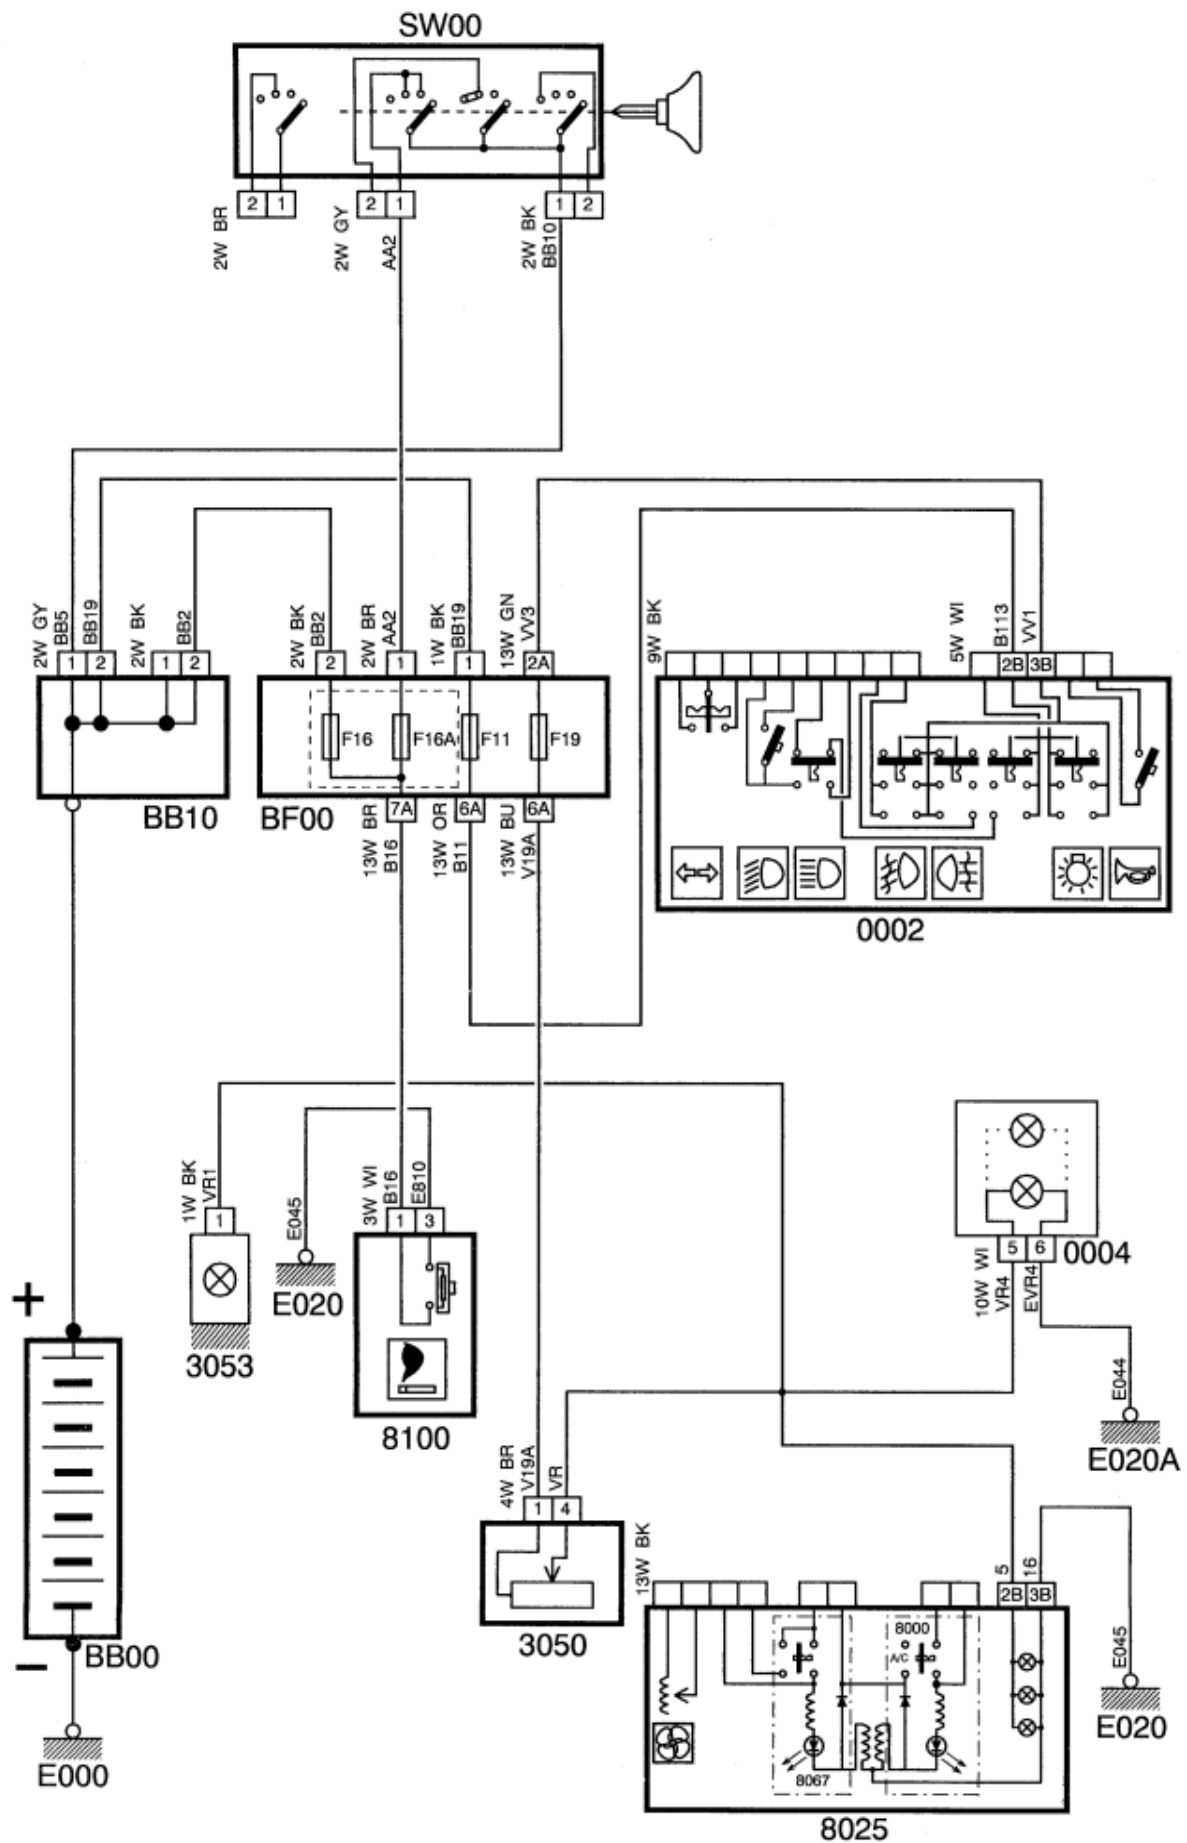 SW00
2 1
2 1
1 2
2W BR
2W GY
AA2
2W BK
BB10
2W GY
BB5
BB19
2W BK
BB2
2W BK
BB2
2W BR
AA2
1W BK
BB19
13W GN
VV3
9W BK
5W WI
B113
VV1
1 2
1 2
2
1
1
2A
2B 3B
F16
F16A
F11
F19
BB10
BF00
7A
6A
6A
13W BR
B16
13W OR
B11
13W BU
V19A
0002
1W BK
VR1
E045
3W WI
B16
E810
1
1 3
5 6
0004
10W WI
VR4
EVR4
E020
3053
+
8100
E044
E020A
4W BR
V19A
VR
1 4
13W BK
5
16
2B 3B
3050
BB00
−
8000
A/C
8067
E045
E020
E000
8025